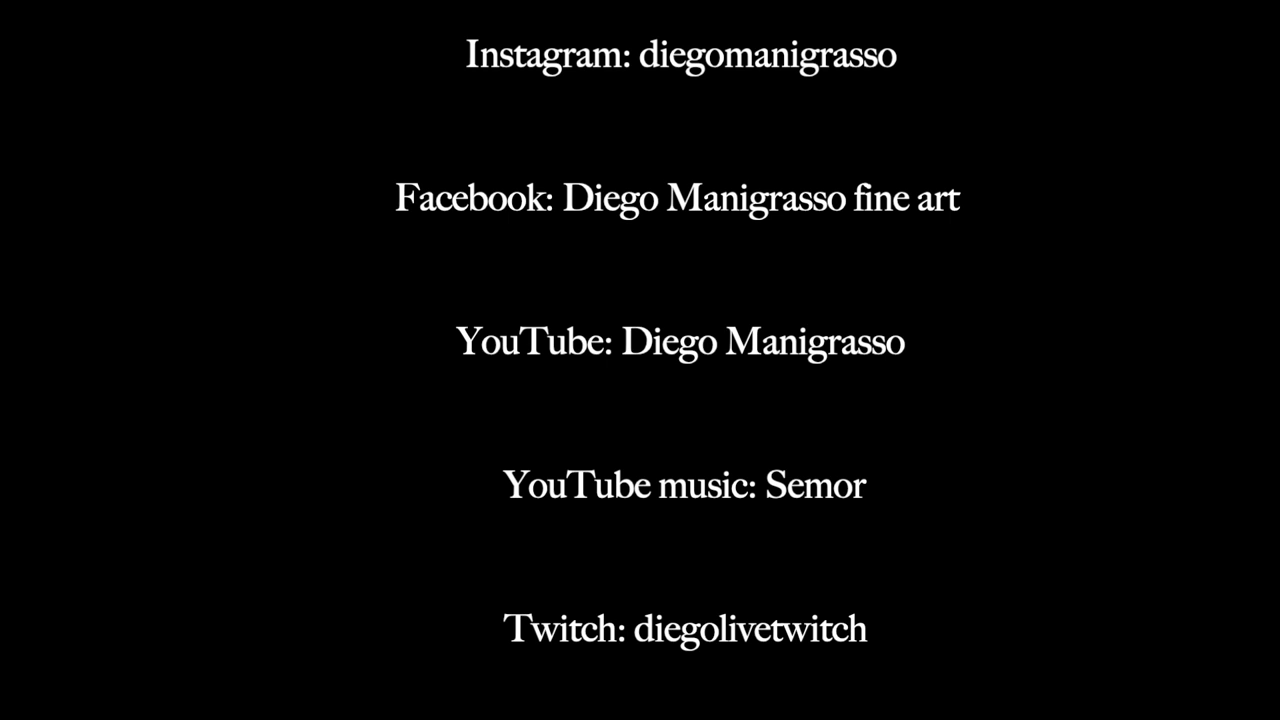 Instagram: diegomanigrasso
Facebook: Diego Manigrasso fine art
YouTube: Diego Manigrasso
YouTube music: Semor
Twitch: diegolivetwitch